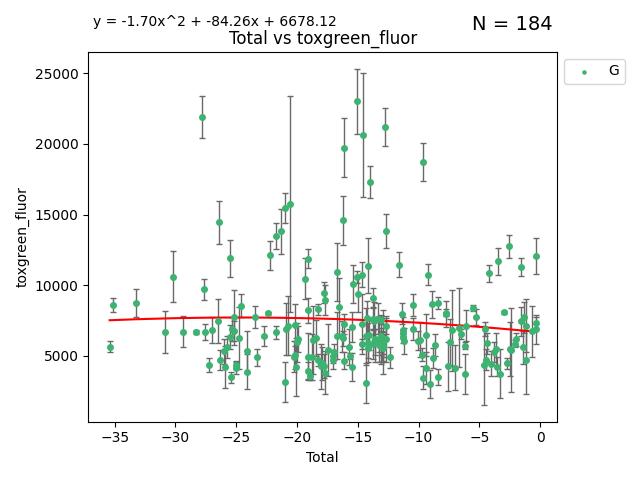 y = -1.70x^2 + -84.26x + 6678.12
N = 184
Total vs toxgreen_fluor
25000
20000
15000
10000
5000
toxgreen_fluor
−35 −30 −25 −20 −15 −10 −5 0
Total
G